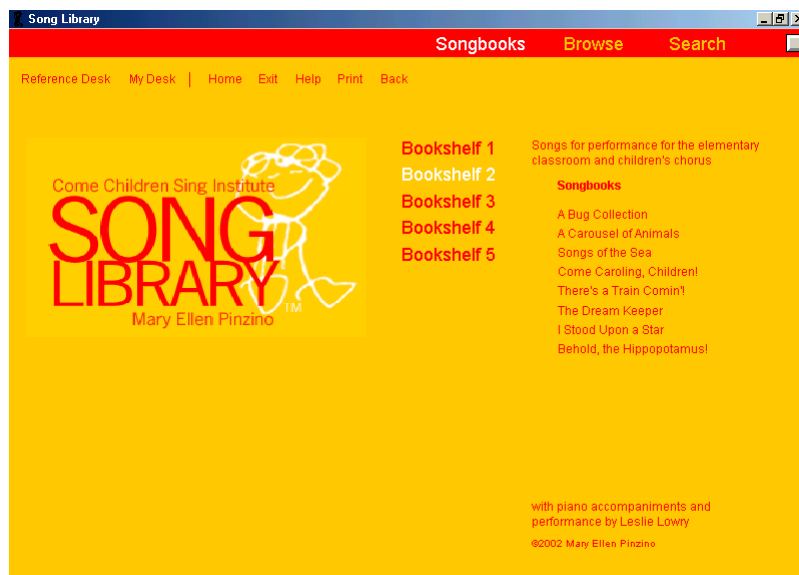 Song Library
Songbooks Browse Search
Reference Desk My Desk | Home Exit Help Print Back
Come Children Sing Institute
SONG
LIBRARY™
Mary Ellen Pinzino
Bookshelf 1
Bookshelf 2
Bookshelf 3
Bookshelf 4
Bookshelf 5
Songs for performance for the elementary
classroom and children's chorus
Songbooks
A Bug Collection
A Carousel of Animals
Songs of the Sea
Come Caroling, Children!
There's a Train Comin'!
The Dream Keeper
I Stood Upon a Star
Behold, the Hippopotamus!
with piano accompaniments and
performance by Leslie Lowry
©2002 Mary Ellen Pinzino